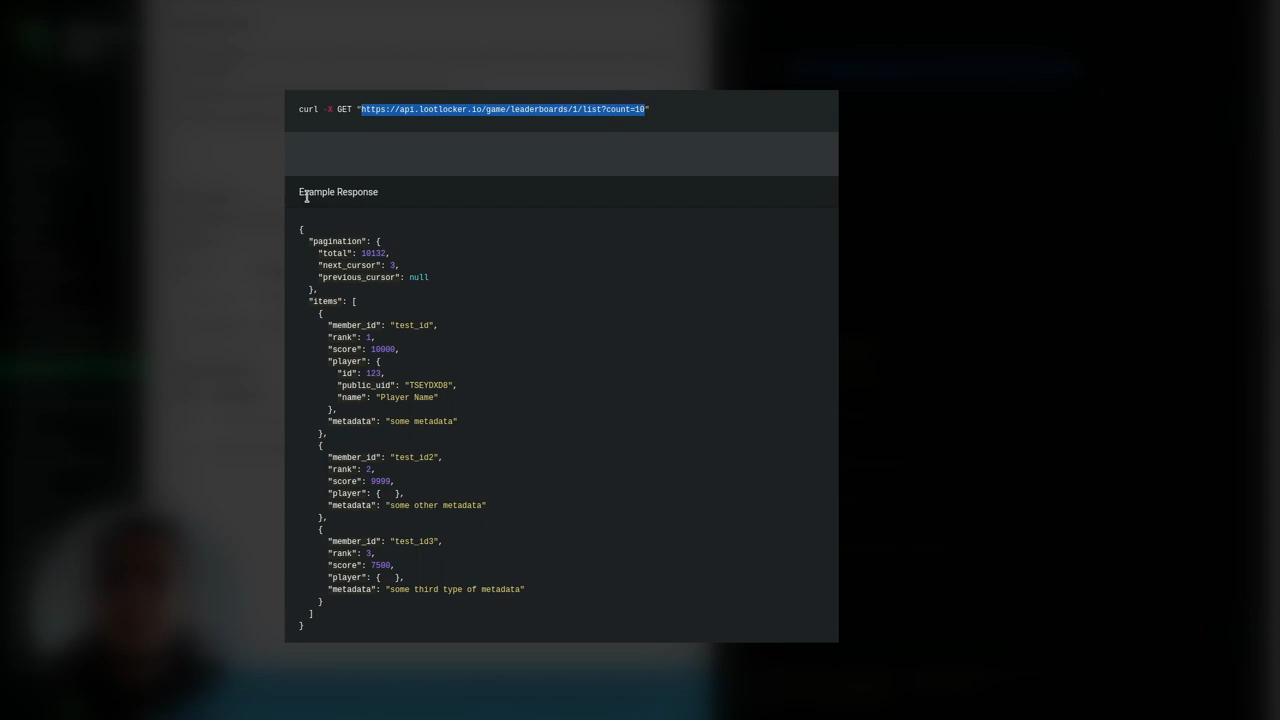 curl -X GET "https://api.lootlocker.io/game/leaderboards/1/list?count=10"
Example Response
{
  "pagination": {
    "total": 10132,
    "next_cursor": 3,
    "previous_cursor": null
  },
  "items": [
    {
      "member_id": "test_id",
      "rank": 1,
      "score": 10000,
      "player": {
        "id": 123,
        "public_uid": "TSEYDXD8",
        "name": "Player Name"
      },
      "metadata": "some metadata"
    },
    {
      "member_id": "test_id2",
      "rank": 2,
      "score": 9999,
      "player": {   },
      "metadata": "some other metadata"
    },
    {
      "member_id": "test_id3",
      "rank": 3,
      "score": 7500,
      "player": {   },
      "metadata": "some third type of metadata"
    }
  ]
}